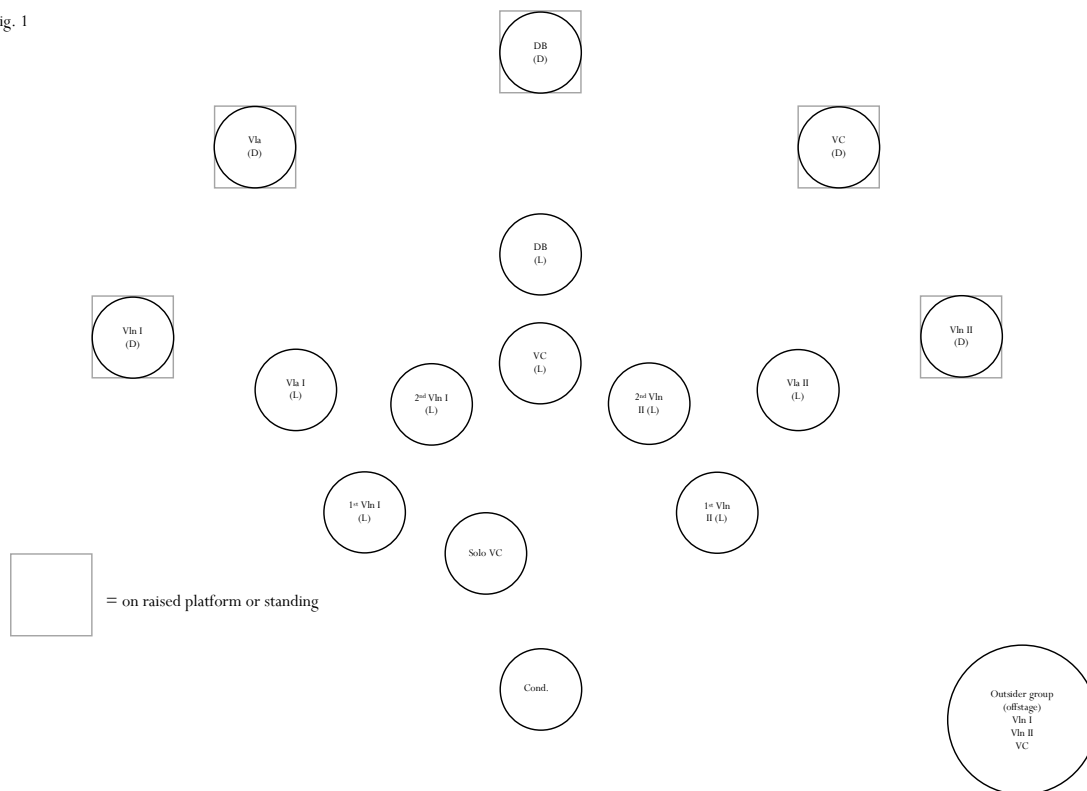 ig. 1
DB
(D)
Vla
(D)
VC
(D)
DB
(L)
Vln I
(D)
Vln II
(D)
VC
(L)
Vla I
(L)
2nd Vln I
(L)
2nd Vln
II (L)
Vla II
(L)
1st Vln I
(L)
1st Vln
II (L)
Solo VC
= on raised platform or standing
Cond.
Outsider group
(offstage)
Vln I
Vln II
VC